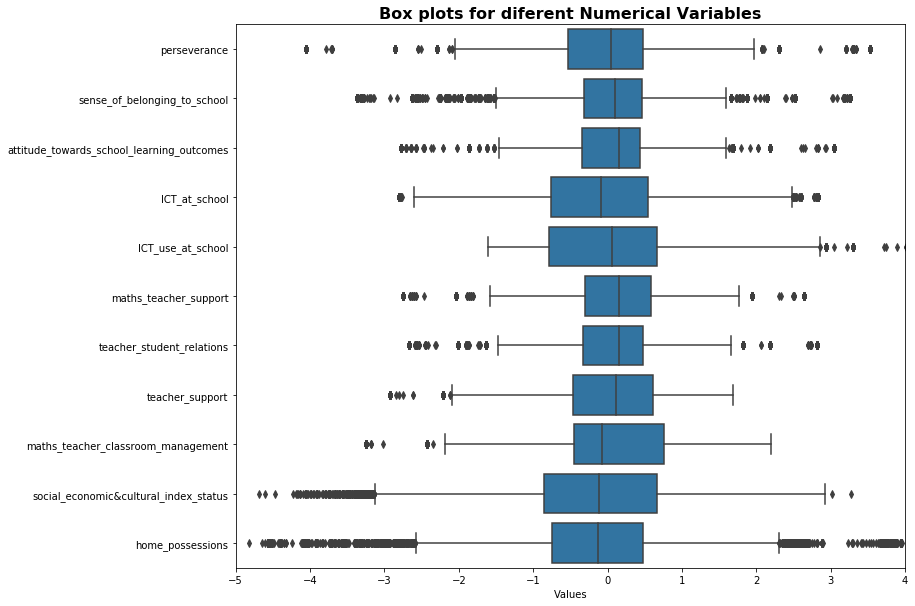 Box plots for diferent Numerical Variables
perseverance
sense_of_belonging_to_school
attitude_towards_school_learning_outcomes
ICT_at_school
ICT_use_at_school
maths_teacher_support
teacher_student_relations
teacher_support
maths_teacher_classroom_management
social_economic&cultural_index_status
home_possessions
−5 −4 −3 −2 −1 0 1 2 3 4
Values